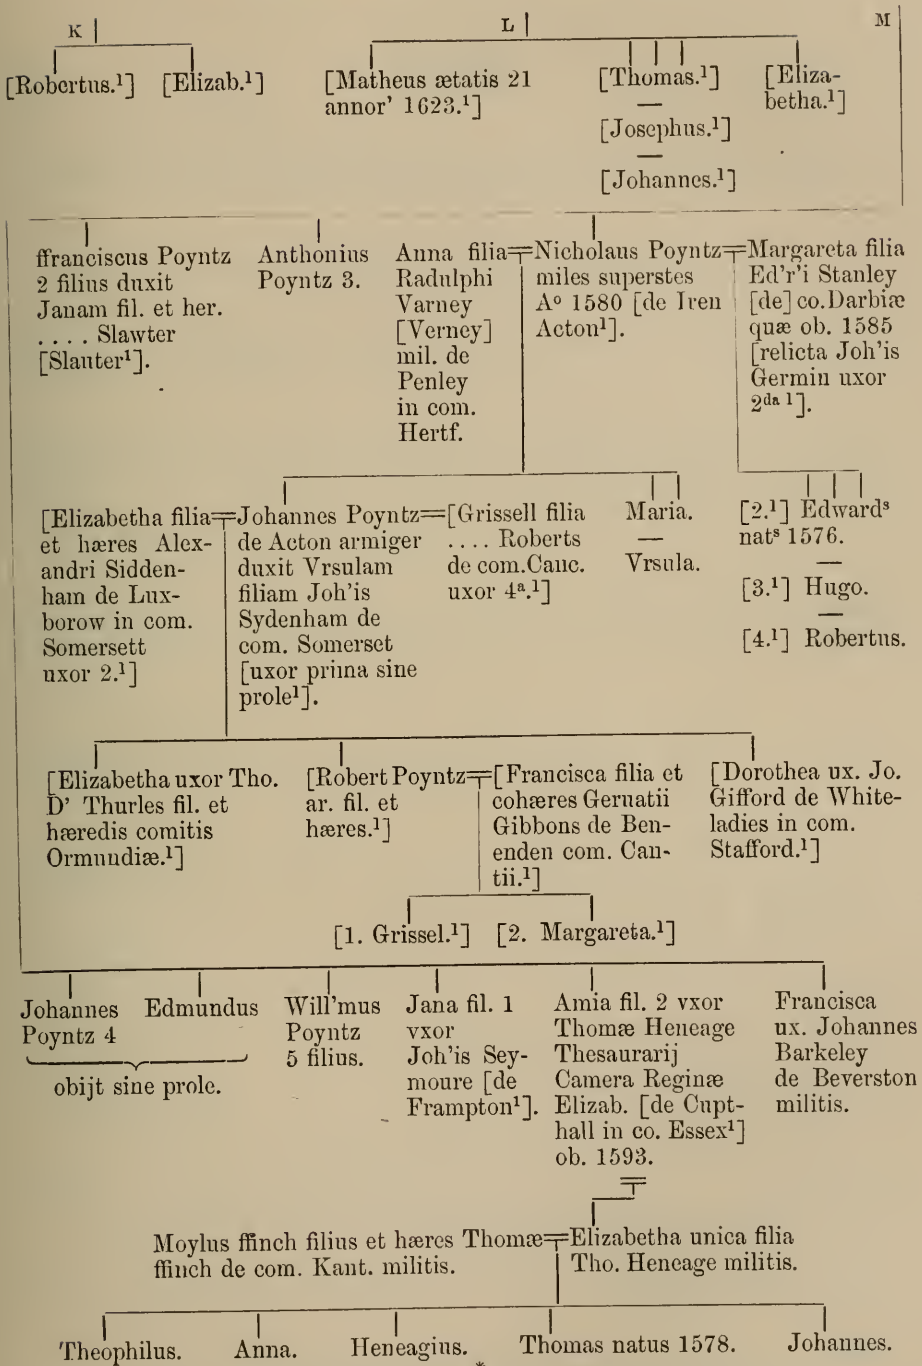 K
L
M
[Robertus.¹]
[Elizab.¹]
[Matheus ætatis 21
annor' 1623.¹]
[Thomas.¹]
—
[Josephus.¹]
—
[Johannes.¹]
[Eliza-
betha.¹]
ffranciscus Poyntz
2 filius duxit
Janam fil. et her.
. . . . Slawter
[Slauter¹].
Anthonius
Poyntz 3.
Anna filia
Radulphi
Varney
[Verney]
mil. de
Penley
in com.
Hertf.
Nicholaus Poyntz
miles superstes
Aº 1580 [de Iren
Acton¹].
Margareta filia
Ed'r'i Stanley
[de] co. Darbiæ
quæ ob. 1585
[relicta Joh'is
Germin uxor
2ᵈᵃ ¹].
[Elizabetha filia
et hæres Alex-
andri Sidden-
ham de Lux-
borow in com.
Somersett
uxor 2.¹]
Johannes Poyntz
de Acton armiger
duxit Vrsulam
filiam Joh'is
Sydenham de
com. Somerset
[uxor prima sine
prole¹].
[Grissell filia
. . . . Roberts
de com. Canc.
uxor 4ª.¹]
Maria.
—
Vrsula.
[2.¹] Edwardˢ
natˢ 1576.
—
[3.¹] Hugo.
—
[4.¹] Robertus.
[Elizabetha uxor Tho.
D' Thurles fil. et
hæredis comitis
Ormundiæ.¹]
[Robert Poyntz
ar. fil. et
hæres.¹]
[Francisca filia et
cohæres Geruatii
Gibbons de Ben-
enden com. Can-
tii.¹]
[Dorothea ux. Jo.
Gifford de White-
ladies in com.
Stafford.¹]
[1. Grissel.¹]
[2. Margareta.¹]
Johannes
Poyntz 4
Edmundus
obijt sine prole.
Will'mus
Poyntz
5 filius.
Jana fil. 1
vxor
Joh'is Sey-
moure [de
Frampton¹].
Amia fil. 2 vxor
Thomæ Heneage
Thesaurarij
Camera Reginæ
Elizab. [de Cupt-
hall in co. Essex¹]
ob. 1593.
Francisca
ux. Johannes
Barkeley
de Beverston
militis.
Moylus ffinch filius et hæres Thomæ
ffinch de com. Kant. militis.
Elizabetha unica filia
Tho. Heneage militis.
Theophilus.
Anna.
Heneagius.
Thomas natus 1578.
Johannes.
*